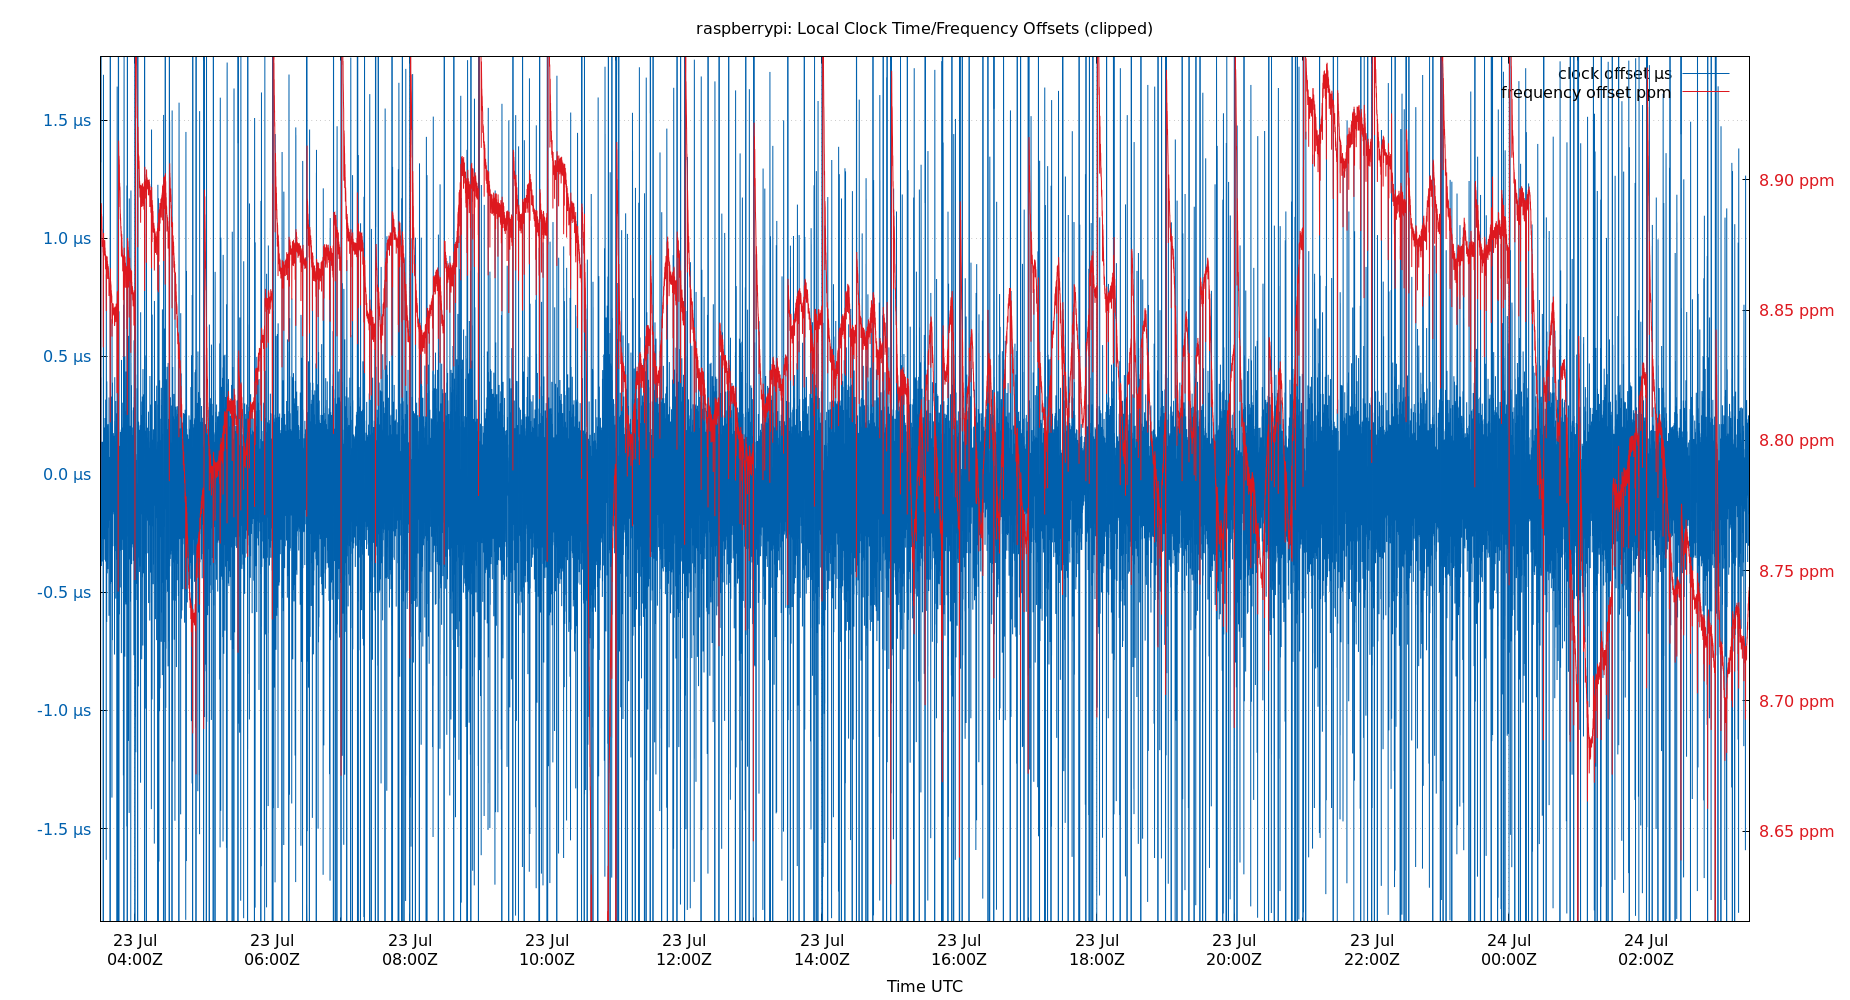 raspberrypi: Local Clock Time/Frequency Offsets (clipped)
clock offset µs
frequency offset ppm
1.5 µs
1.0 µs
0.5 µs
0.0 µs
-0.5 µs
-1.0 µs
-1.5 µs
8.90 ppm
8.85 ppm
8.80 ppm
8.75 ppm
8.70 ppm
8.65 ppm
23 Jul 23 Jul 23 Jul 23 Jul 23 Jul 23 Jul 23 Jul 23 Jul 23 Jul 23 Jul 24 Jul 24 Jul
04:00Z 06:00Z 08:00Z 10:00Z 12:00Z 14:00Z 16:00Z 18:00Z 20:00Z 22:00Z 00:00Z 02:00Z
Time UTC